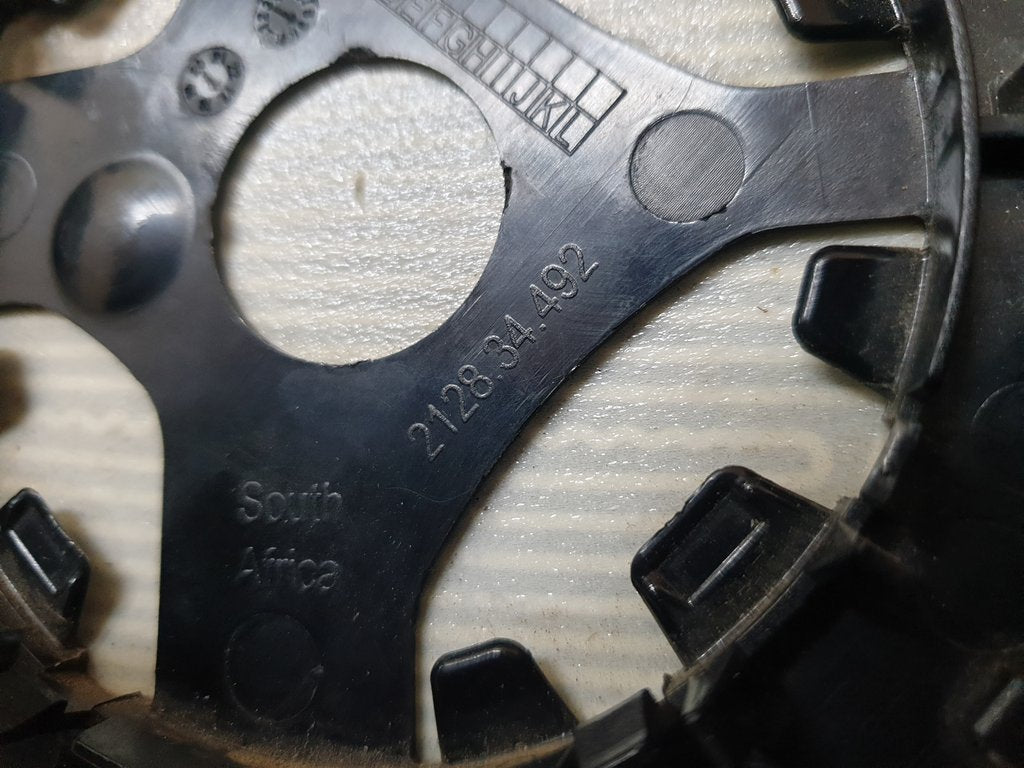 EFGHIJKL
2128.34.492
South
Africa